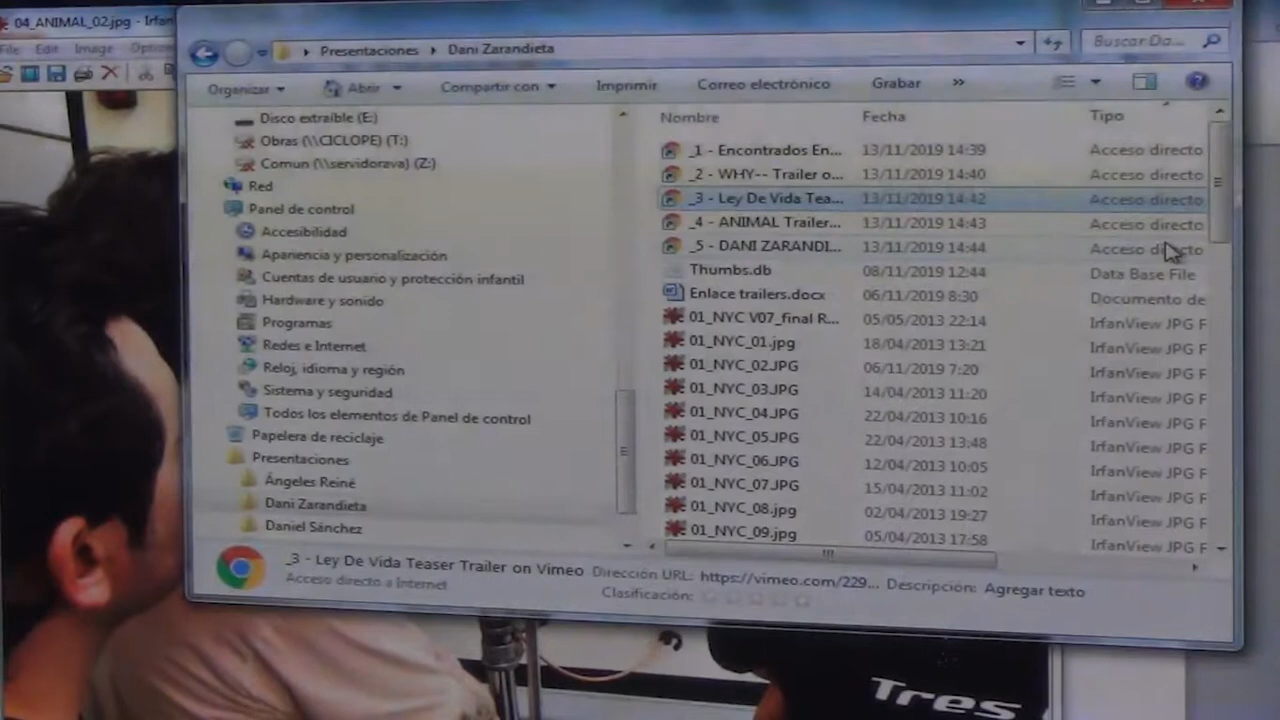 04_ANIMAL_02.jpg - Irfan
File Edit Image Options
Presentaciones Dani Zarandieta
Buscar Da...
Organizar Abrir Compartir con Imprimir Correo electrónico Grabar »
Disco extraíble (E:)
Obras (\\CICLOPE) (T:)
Comun (\\servidorava) (Z:)
Red
Panel de control
Accesibilidad
Apariencia y personalización
Cuentas de usuario y protección infantil
Hardware y sonido
Programas
Redes e Internet
Reloj, idioma y región
Sistema y seguridad
Todos los elementos de Panel de control
Papelera de reciclaje
Presentaciones
Ángeles Reiné
Dani Zarandieta
Daniel Sánchez
Nombre Fecha Tipo
_1 - Encontrados En... 13/11/2019 14:39 Acceso directo
_2 - WHY-- Trailer o... 13/11/2019 14:40 Acceso directo
_3 - Ley De Vida Tea... 13/11/2019 14:42 Acceso directo
_4 - ANIMAL Trailer... 13/11/2019 14:43 Acceso directo
_5 - DANI ZARANDI... 13/11/2019 14:44 Acceso directo
Thumbs.db 08/11/2019 12:44 Data Base File
Enlace trailers.docx 06/11/2019 8:30 Documento de
01_NYC V07_final R... 05/05/2013 22:14 IrfanView JPG F
01_NYC_01.jpg 18/04/2013 13:21 IrfanView JPG F
01_NYC_02.JPG 06/11/2019 7:20 IrfanView JPG F
01_NYC_03.JPG 14/04/2013 11:20 IrfanView JPG F
01_NYC_04.JPG 22/04/2013 10:16 IrfanView JPG F
01_NYC_05.JPG 22/04/2013 13:48 IrfanView JPG F
01_NYC_06.JPG 12/04/2013 10:05 IrfanView JPG F
01_NYC_07.JPG 15/04/2013 11:02 IrfanView JPG F
01_NYC_08.jpg 02/04/2013 19:27 IrfanView JPG F
01_NYC_09.jpg 05/04/2013 17:58 IrfanView JPG F
_3 - Ley De Vida Teaser Trailer on Vimeo Dirección URL: https://vimeo.com/229... Descripción: Agregar texto
Acceso directo a Internet Clasificación:
Tres